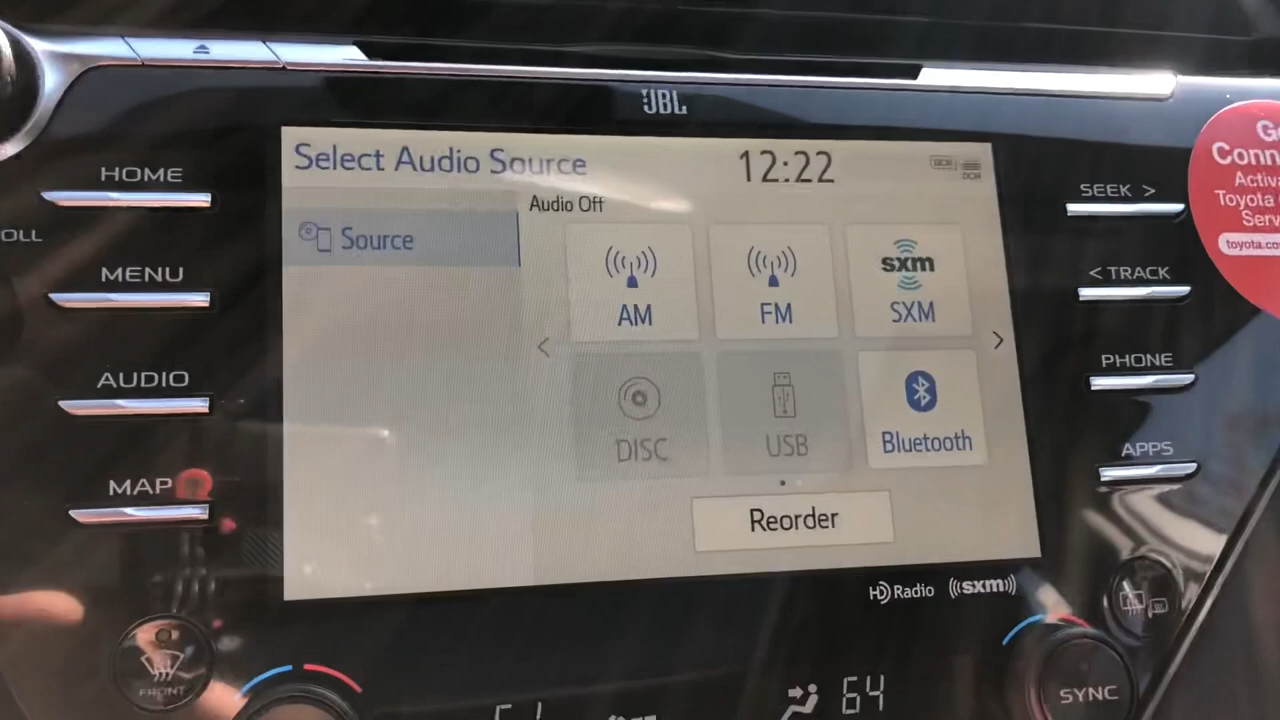 JBL
HOME
MENU
AUDIO
MAP
Select Audio Source
12:22
Audio Off
Source
AM
FM
sxm
SXM
DISC
USB
Bluetooth
Reorder
SEEK >
< TRACK
PHONE
APPS
HD Radio
((sxm))
FRONT
64
SYNC
Toyota